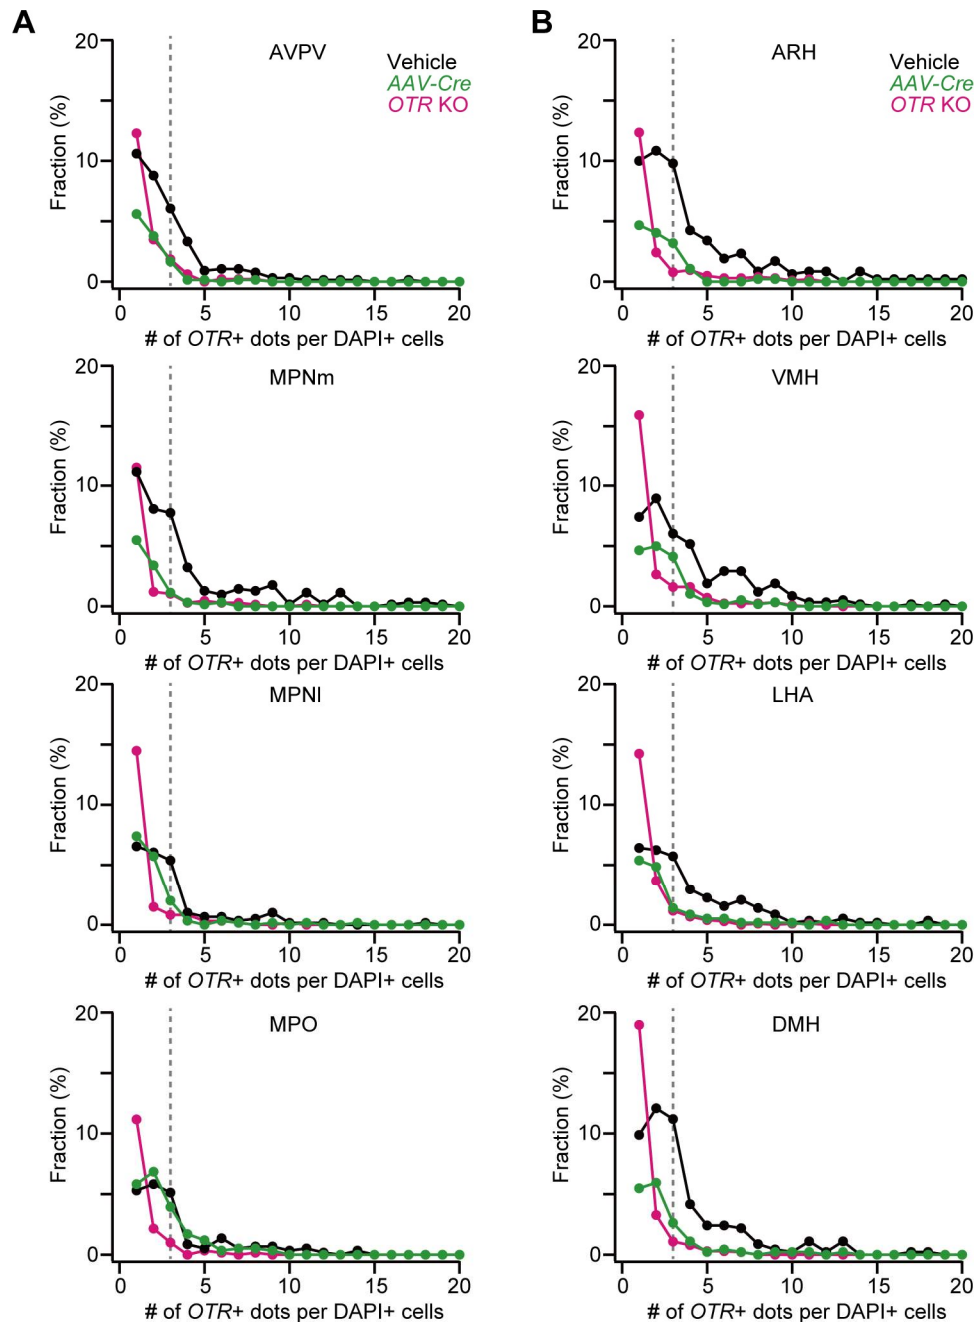 A
AVPV
Vehicle
AAV-Cre
OTR KO
Fraction (%)
20
10
0
0 5 10 15 20
# of OTR+ dots per DAPI+ cells
MPNm
Fraction (%)
20
10
0
0 5 10 15 20
# of OTR+ dots per DAPI+ cells
MPNl
Fraction (%)
20
10
0
0 5 10 15 20
# of OTR+ dots per DAPI+ cells
MPO
Fraction (%)
20
10
0
0 5 10 15 20
# of OTR+ dots per DAPI+ cells
B
ARH
Vehicle
AAV-Cre
OTR KO
Fraction (%)
20
10
0
0 5 10 15 20
# of OTR+ dots per DAPI+ cells
VMH
Fraction (%)
20
10
0
0 5 10 15 20
# of OTR+ dots per DAPI+ cells
LHA
Fraction (%)
20
10
0
0 5 10 15 20
# of OTR+ dots per DAPI+ cells
DMH
Fraction (%)
20
10
0
0 5 10 15 20
# of OTR+ dots per DAPI+ cells